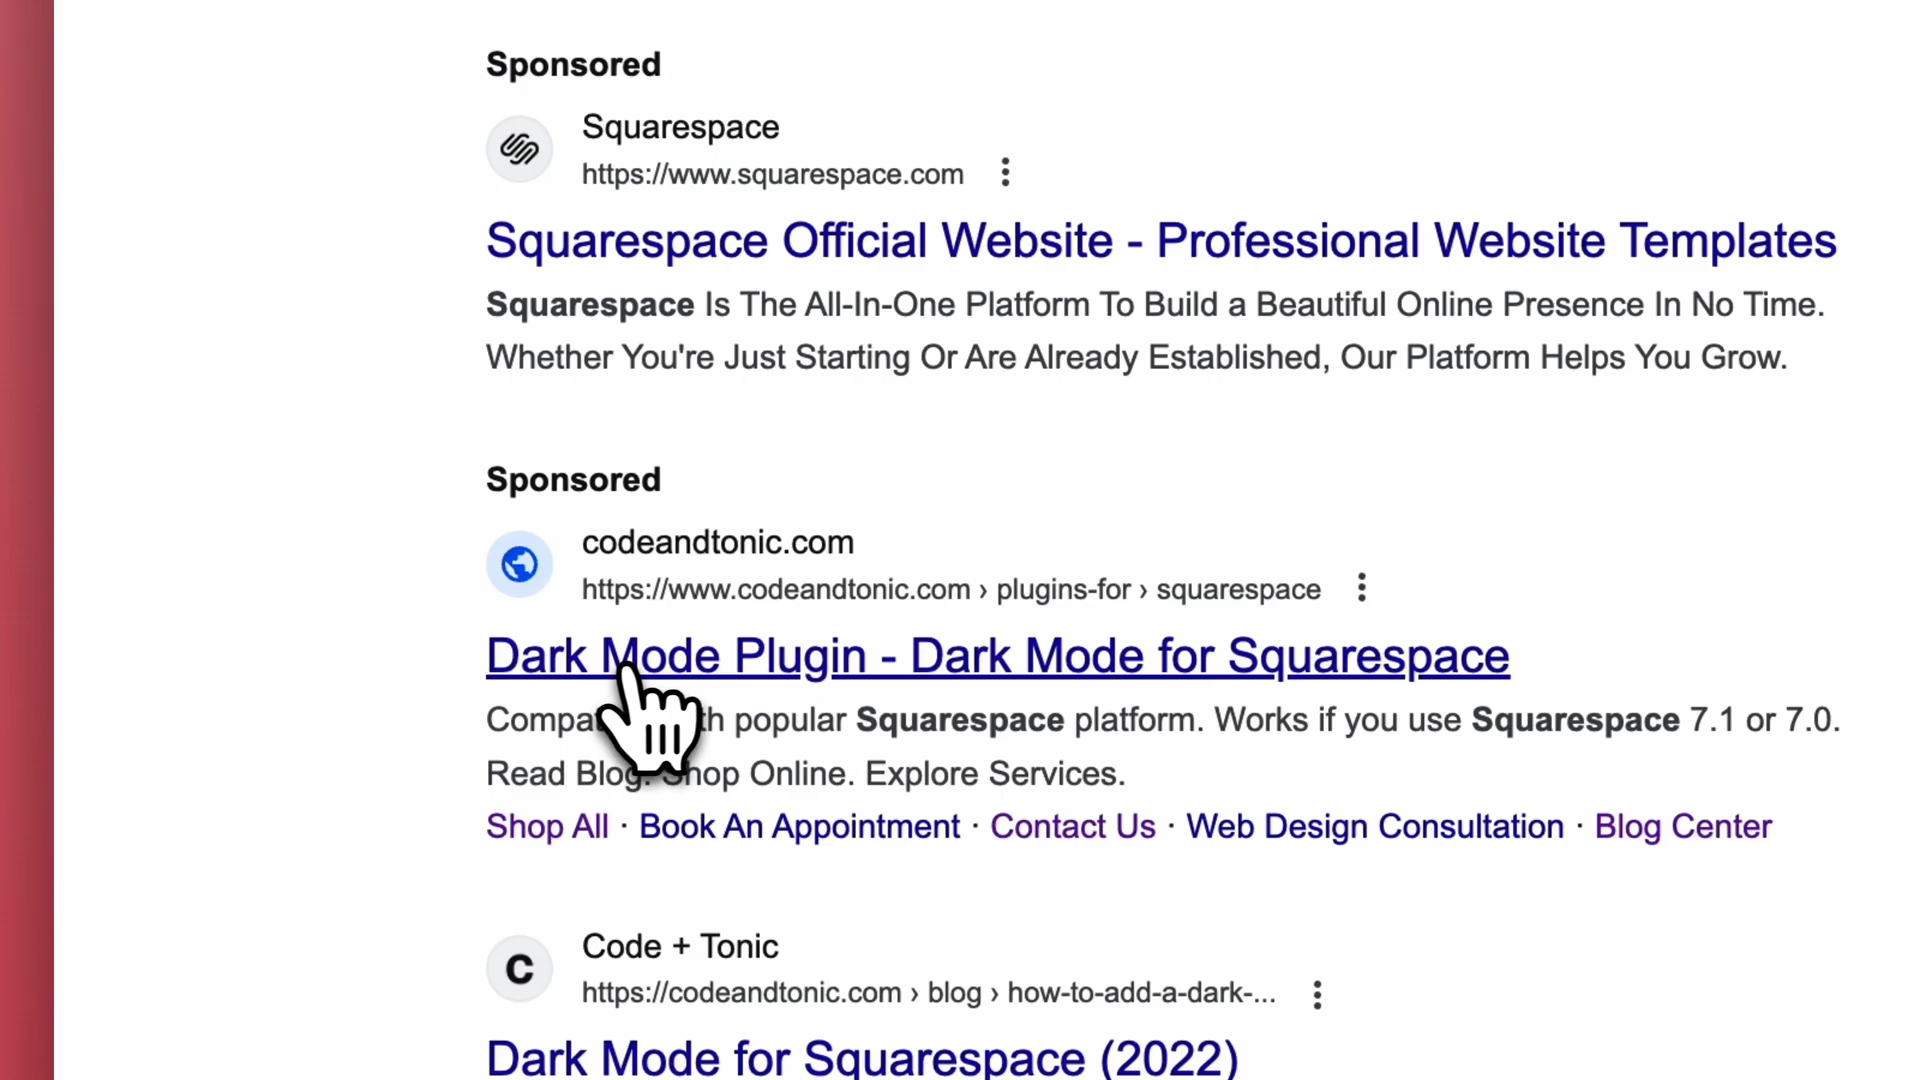 Sponsored
Squarespace
https://www.squarespace.com
Squarespace Official Website - Professional Website Templates
Squarespace Is The All-In-One Platform To Build a Beautiful Online Presence In No Time.
Whether You're Just Starting Or Are Already Established, Our Platform Helps You Grow.
Sponsored
codeandtonic.com
https://www.codeandtonic.com › plugins-for › squarespace
Dark Mode Plugin - Dark Mode for Squarespace
popular Squarespace platform. Works if you use Squarespace 7.1 or 7.0.
Read Blog. Shop Online. Explore Services.
Shop All · Book An Appointment · Contact Us · Web Design Consultation · Blog Center
C
Code + Tonic
https://codeandtonic.com › blog › how-to-add-a-dark-...
Dark Mode for Squarespace (2022)